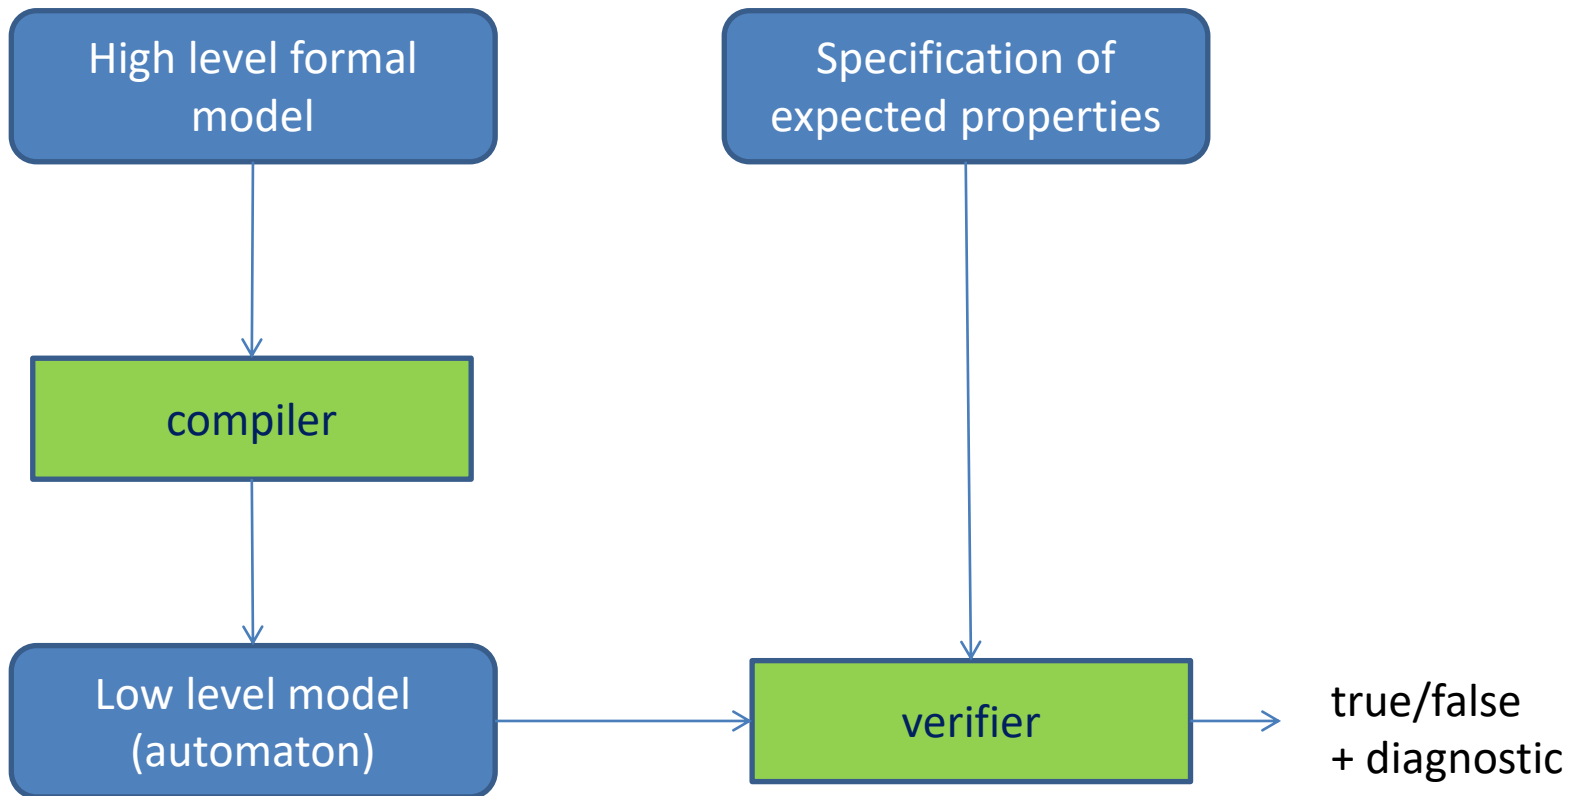 High level formal
model
Specification of
expected properties
compiler
Low level model
(automaton)
verifier
true/false
+ diagnostic